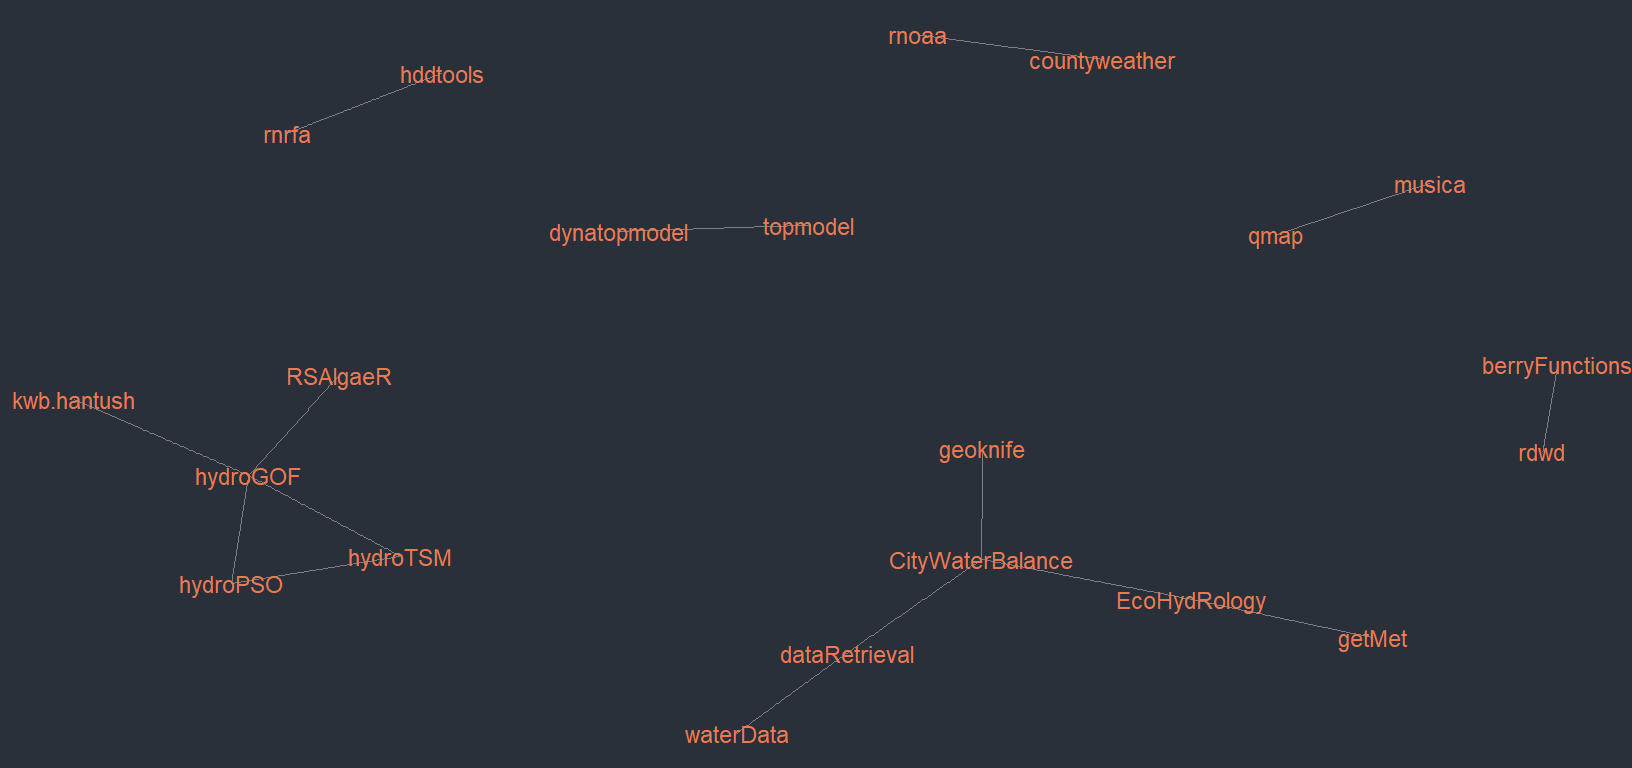 rnoaa
countyweather
hddtools
rnrfa
musica
dynatopmodel
topmodel
qmap
berryFunctions
RSAlgaeR
kwb.hantush
geoknife
rdwd
hydroGOF
hydroTSM
CityWaterBalance
hydroPSO
EcoHydRology
getMet
dataRetrieval
waterData